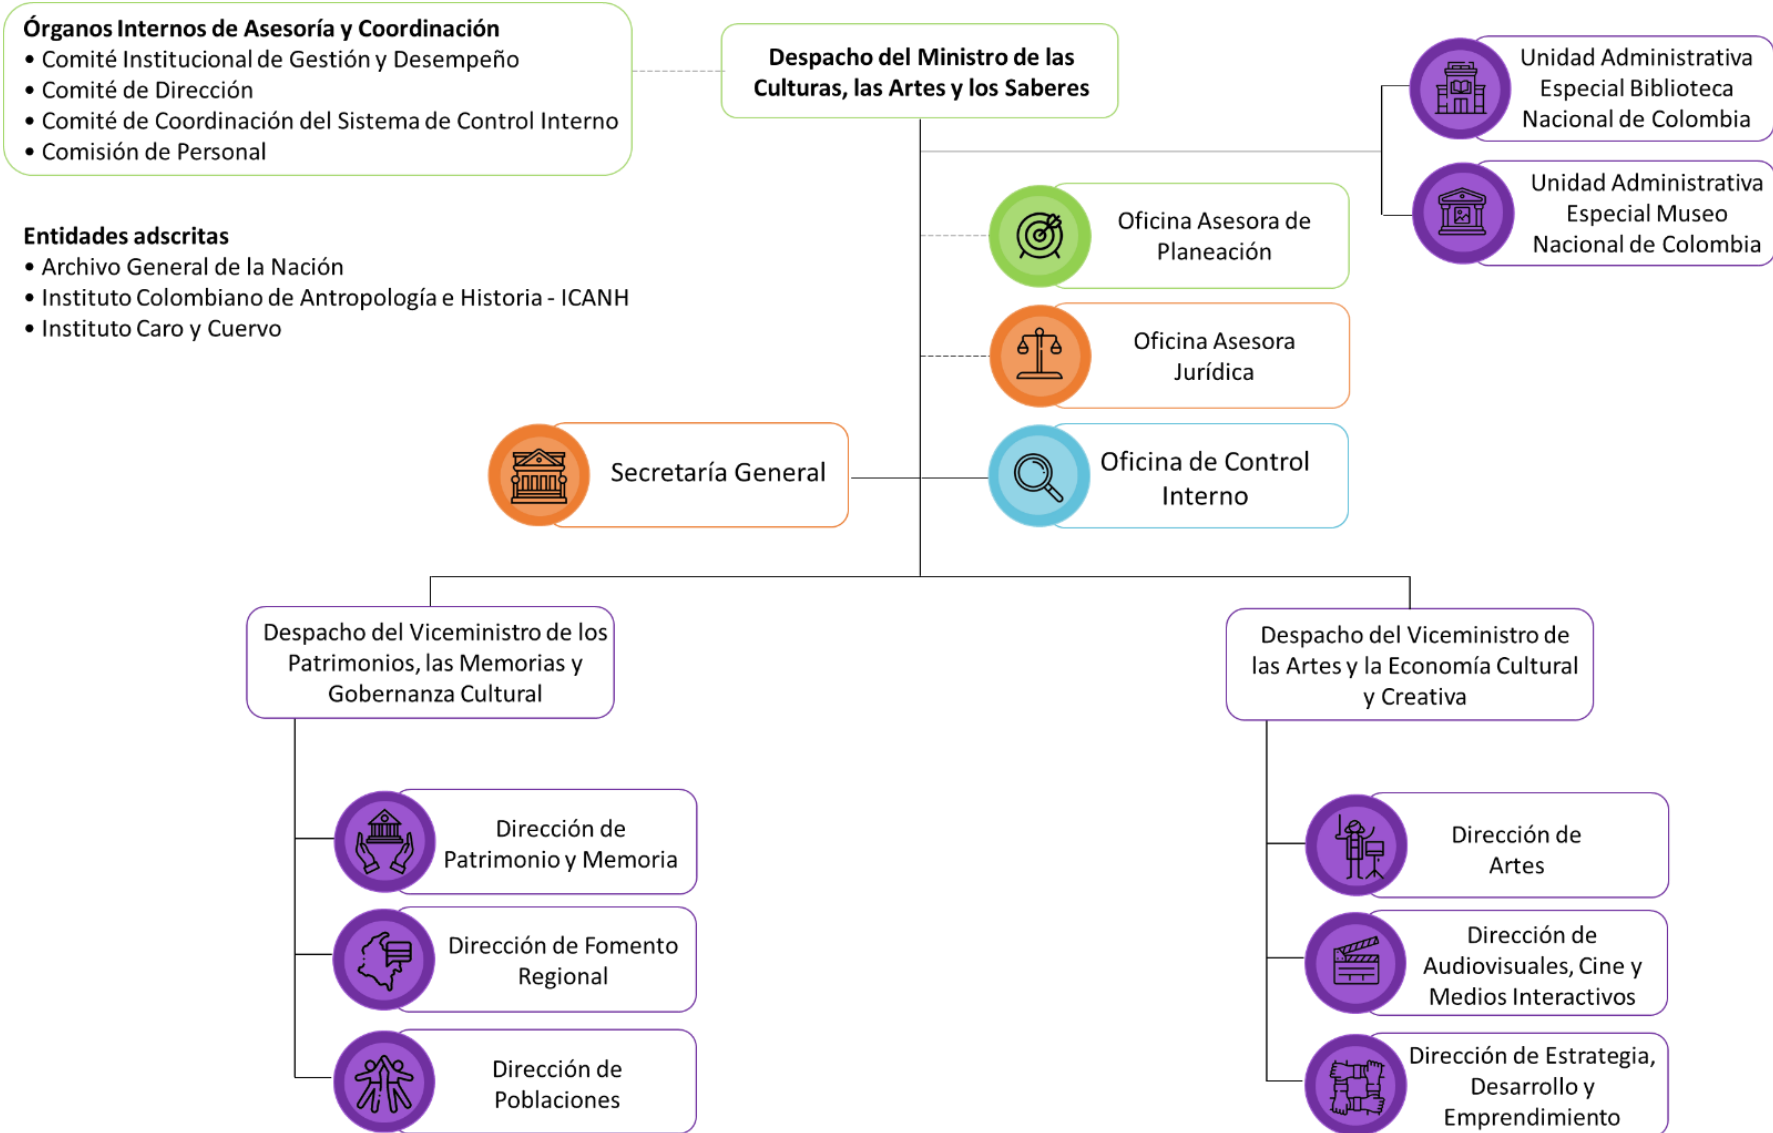 Órganos Internos de Asesoría y Coordinación
• Comité Institucional de Gestión y Desempeño
• Comité de Dirección
• Comité de Coordinación del Sistema de Control Interno
• Comisión de Personal
Despacho del Ministro de las
Culturas, las Artes y los Saberes
Unidad Administrativa
Especial Biblioteca
Nacional de Colombia
Unidad Administrativa
Especial Museo
Nacional de Colombia
Entidades adscritas
• Archivo General de la Nación
• Instituto Colombiano de Antropología e Historia - ICANH
• Instituto Caro y Cuervo
Oficina Asesora de
Planeación
Oficina Asesora
Jurídica
Secretaría General
Oficina de Control
Interno
Despacho del Viceministro de los
Patrimonios, las Memorias y
Gobernanza Cultural
Despacho del Viceministro de
las Artes y la Economía Cultural
y Creativa
Dirección de
Patrimonio y Memoria
Dirección de Fomento
Regional
Dirección de
Poblaciones
Dirección de
Artes
Dirección de
Audiovisuales, Cine y
Medios Interactivos
Dirección de Estrategia,
Desarrollo y
Emprendimiento